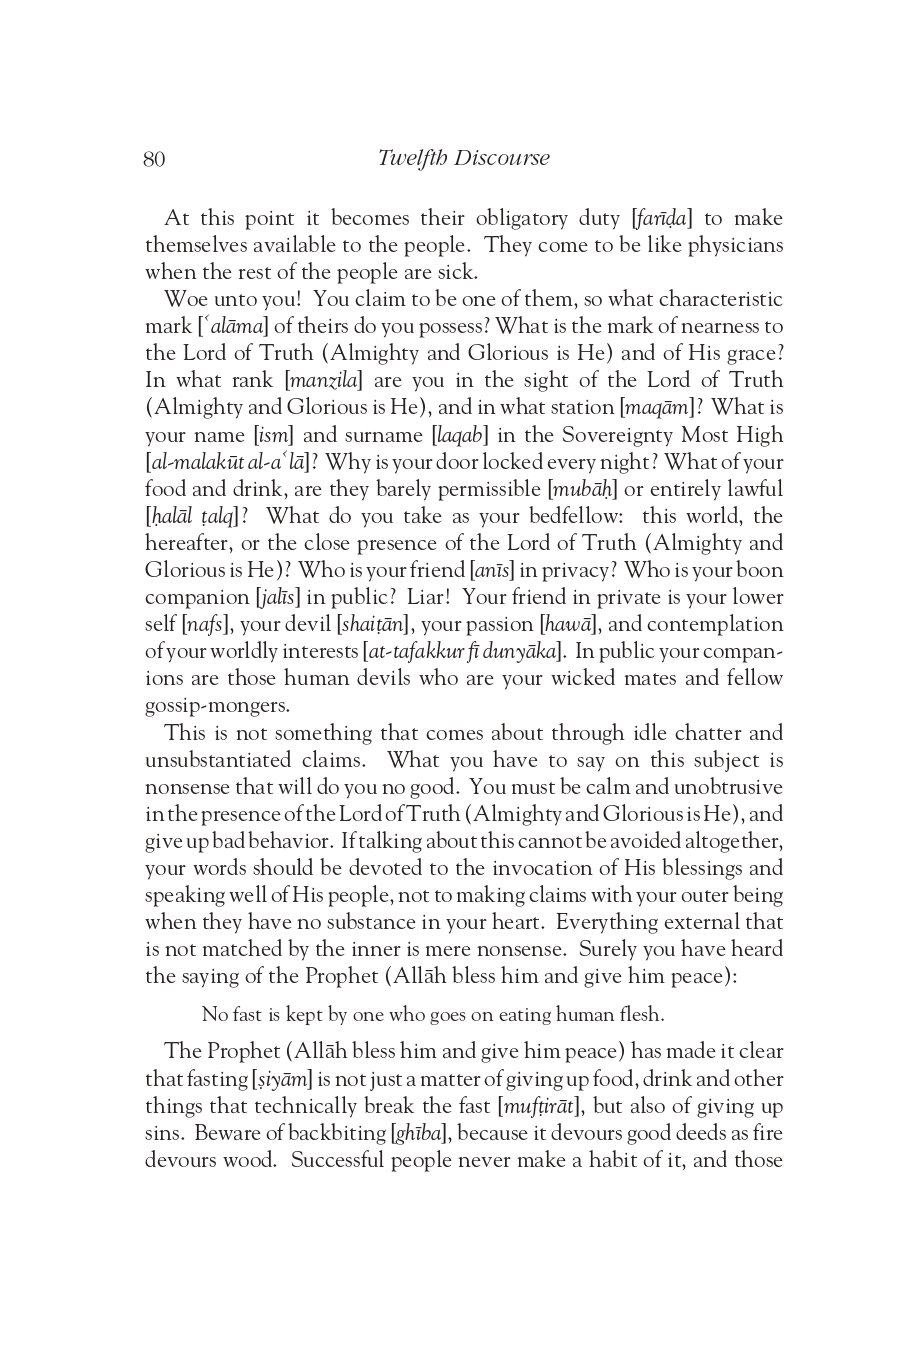 80
Twelfth Discourse
At this point it becomes their obligatory duty [farīḍa] to make
themselves available to the people. They come to be like physicians
when the rest of the people are sick.
Woe unto you! You claim to be one of them, so what characteristic
mark [ʿalāma] of theirs do you possess? What is the mark of nearness to
the Lord of Truth (Almighty and Glorious is He) and of His grace?
In what rank [manzila] are you in the sight of the Lord of Truth
(Almighty and Glorious is He), and in what station [maqām]? What is
your name [ism] and surname [laqab] in the Sovereignty Most High
[al-malakūt al-aʿlā]? Why is your door locked every night? What of your
food and drink, are they barely permissible [mubāḥ] or entirely lawful
[ḥalāl ṭalq]? What do you take as your bedfellow: this world, the
hereafter, or the close presence of the Lord of Truth (Almighty and
Glorious is He)? Who is your friend [anīs] in privacy? Who is your boon
companion [jalīs] in public? Liar! Your friend in private is your lower
self [nafs], your devil [shaiṭān], your passion [hawā], and contemplation
of your worldly interests [at-tafakkur fī dunyāka]. In public your compan-
ions are those human devils who are your wicked mates and fellow
gossip-mongers.
This is not something that comes about through idle chatter and
unsubstantiated claims. What you have to say on this subject is
nonsense that will do you no good. You must be calm and unobtrusive
in the presence of the Lord of Truth (Almighty and Glorious is He), and
give up bad behavior. If talking about this cannot be avoided altogether,
your words should be devoted to the invocation of His blessings and
speaking well of His people, not to making claims with your outer being
when they have no substance in your heart. Everything external that
is not matched by the inner is mere nonsense. Surely you have heard
the saying of the Prophet (Allāh bless him and give him peace):
No fast is kept by one who goes on eating human flesh.
The Prophet (Allāh bless him and give him peace) has made it clear
that fasting [ṣiyām] is not just a matter of giving up food, drink and other
things that technically break the fast [mufṭirāt], but also of giving up
sins. Beware of backbiting [ghība], because it devours good deeds as fire
devours wood. Successful people never make a habit of it, and those